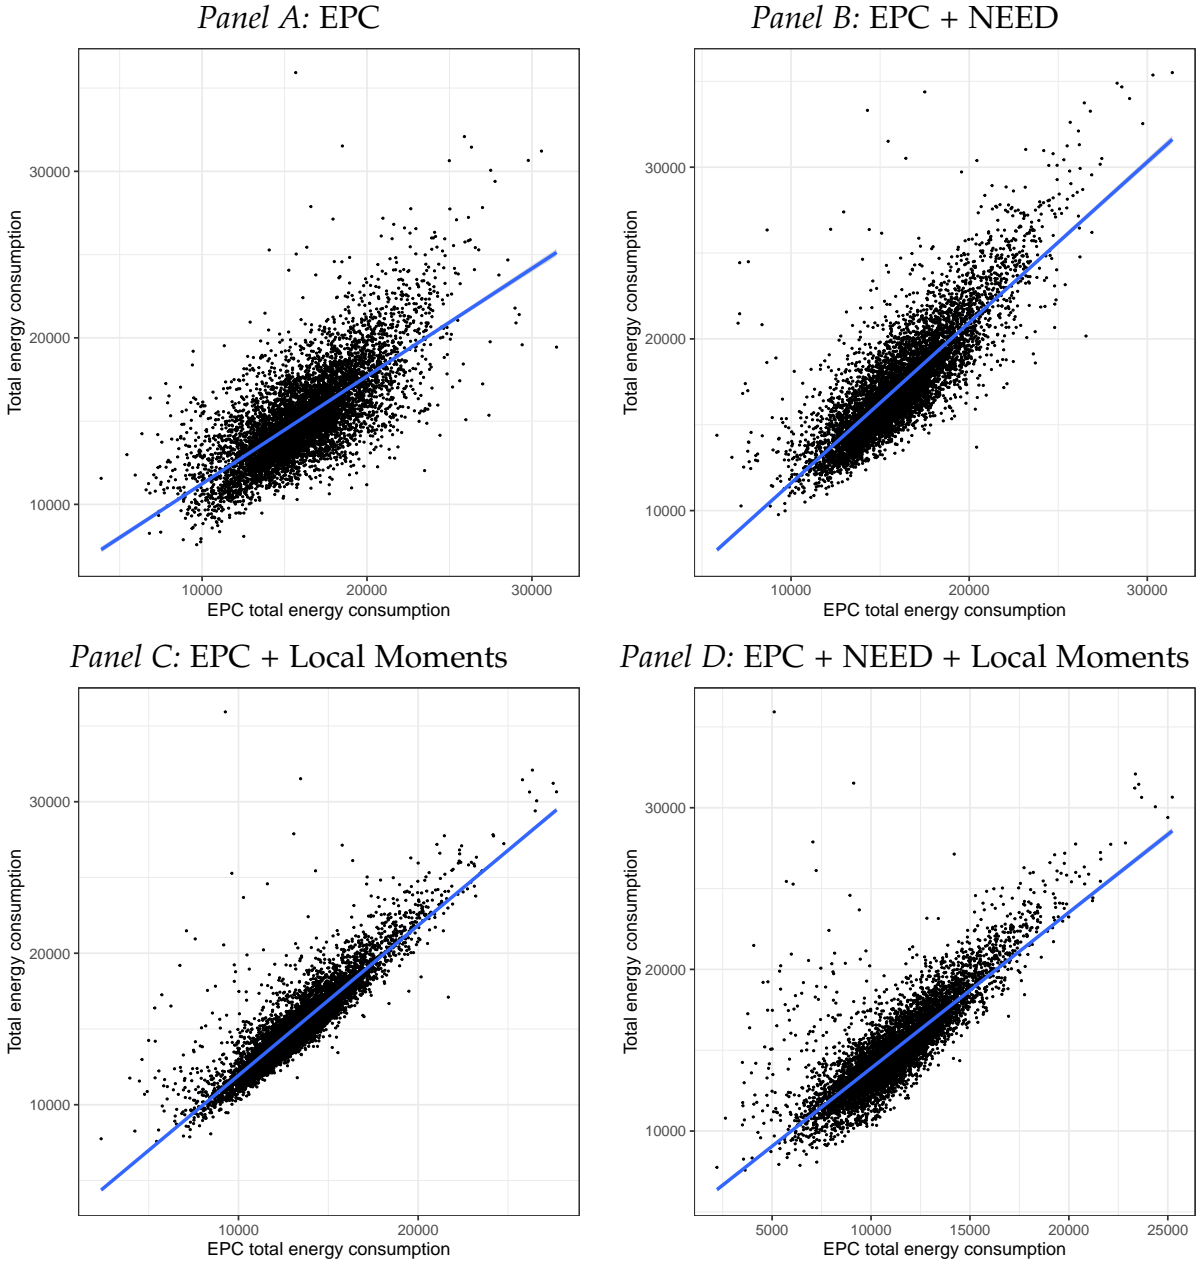 Panel A: EPC
Total energy consumption
30000
20000
10000
10000 20000 30000
EPC total energy consumption
Panel B: EPC + NEED
Total energy consumption
30000
20000
10000
10000 20000 30000
EPC total energy consumption
Panel C: EPC + Local Moments
Total energy consumption
30000
20000
10000
10000 20000
EPC total energy consumption
Panel D: EPC + NEED + Local Moments
Total energy consumption
30000
20000
10000
5000 10000 15000 20000 25000
EPC total energy consumption